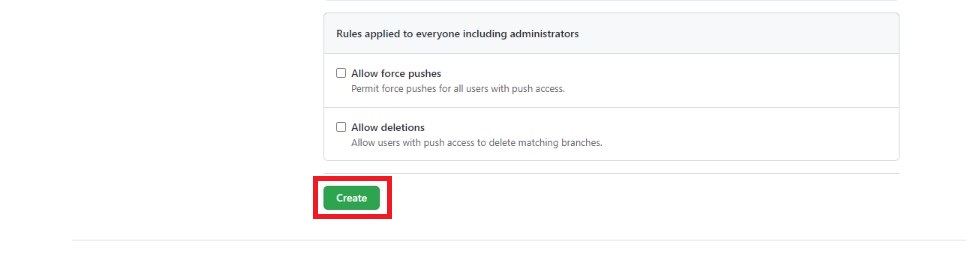 Rules applied to everyone including administrators
Allow force pushes
Permit force pushes for all users with push access.
Allow deletions
Allow users with push access to delete matching branches.
Create